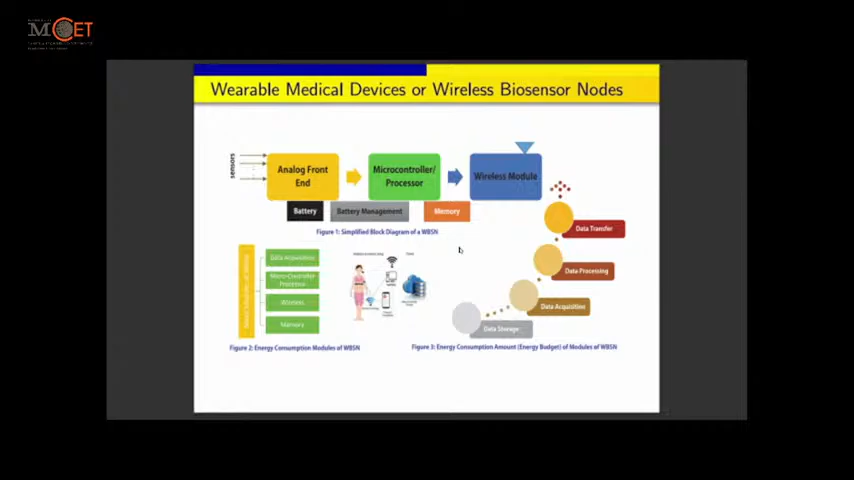 MCET
Wearable Medical Devices or Wireless Biosensor Nodes
sensors
Analog Front
End
Microcontroller/
Processor
Wireless Module
Battery
Battery Management
Memory
Figure 1: Simplified Block Diagram of a WBSN
Data Transfer
Data Processing
Data Acquisition
Data Storage
Data Acquisition
Micro-Controller
Processor
Wireless
Memory
Figure 2: Energy Consumption Modules of WBSN
Figure 3: Energy Consumption Amount (Energy Budget) of Modules of WBSN